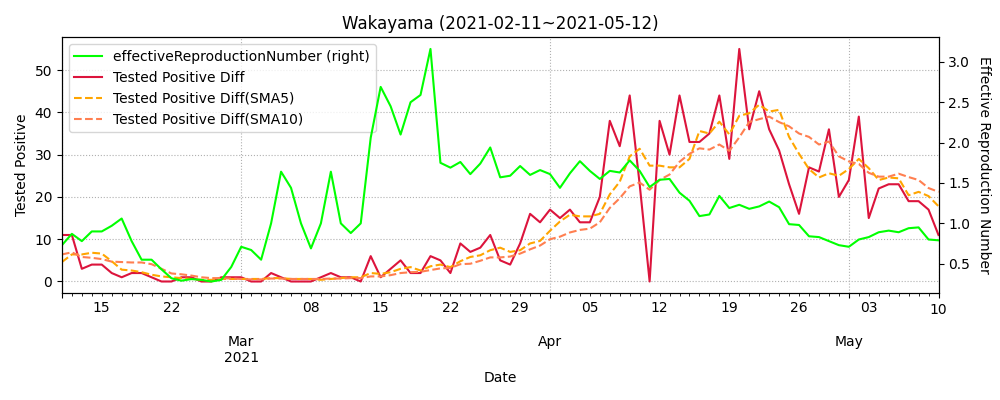 Wakayama (2021-02-11~2021-05-12)
effectiveReproductionNumber (right)
Tested Positive Diff
Tested Positive Diff(SMA5)
Tested Positive Diff(SMA10)
Tested Positive
50
40
30
20
10
0
3.0
2.5
2.0
1.5
1.0
0.5
Effective Reproduction Number
15 22 08 15 22 29 05 12 19 26 03 10
Mar Apr May
2021
Date